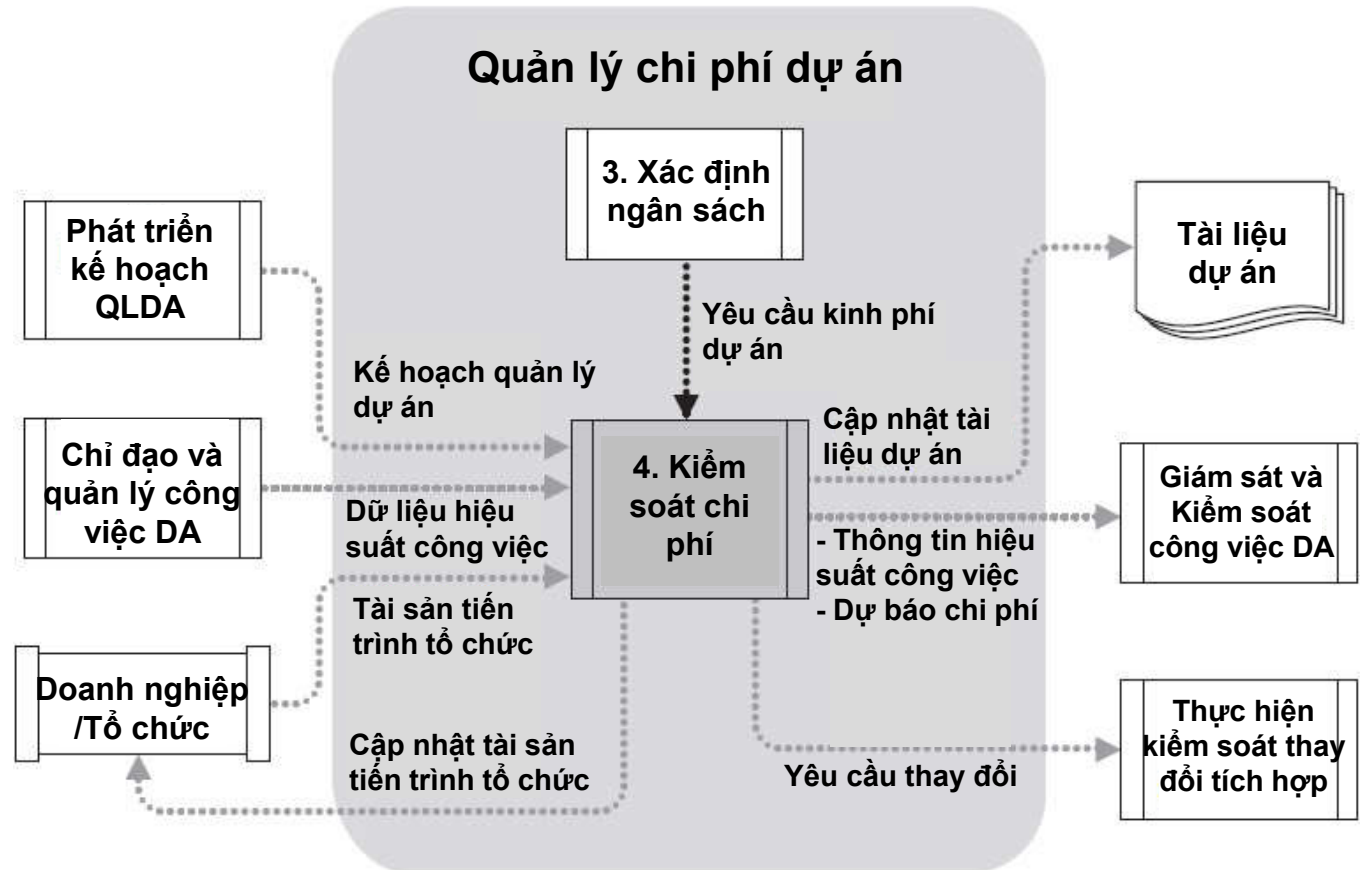 Quản lý chi phí dự án
3. Xác định
ngân sách
Phát triển
kế hoạch
QLDA
Tài liệu
dự án
Yêu cầu kinh phí
dự án
Kế hoạch quản lý
dự án
Cập nhật tài
liệu dự án
Chỉ đạo và
quản lý công
việc DA
4. Kiểm
soát chi
phí
Giám sát và
Kiểm soát
công việc DA
Dữ liệu hiệu
suất công việc
- Thông tin hiệu
suất công việc
- Dự báo chi phí
Tài sản tiến
trình tổ chức
Doanh nghiệp
/Tổ chức
Cập nhật tài sản
tiến trình tổ chức
Yêu cầu thay đổi
Thực hiện
kiểm soát thay
đổi tích hợp